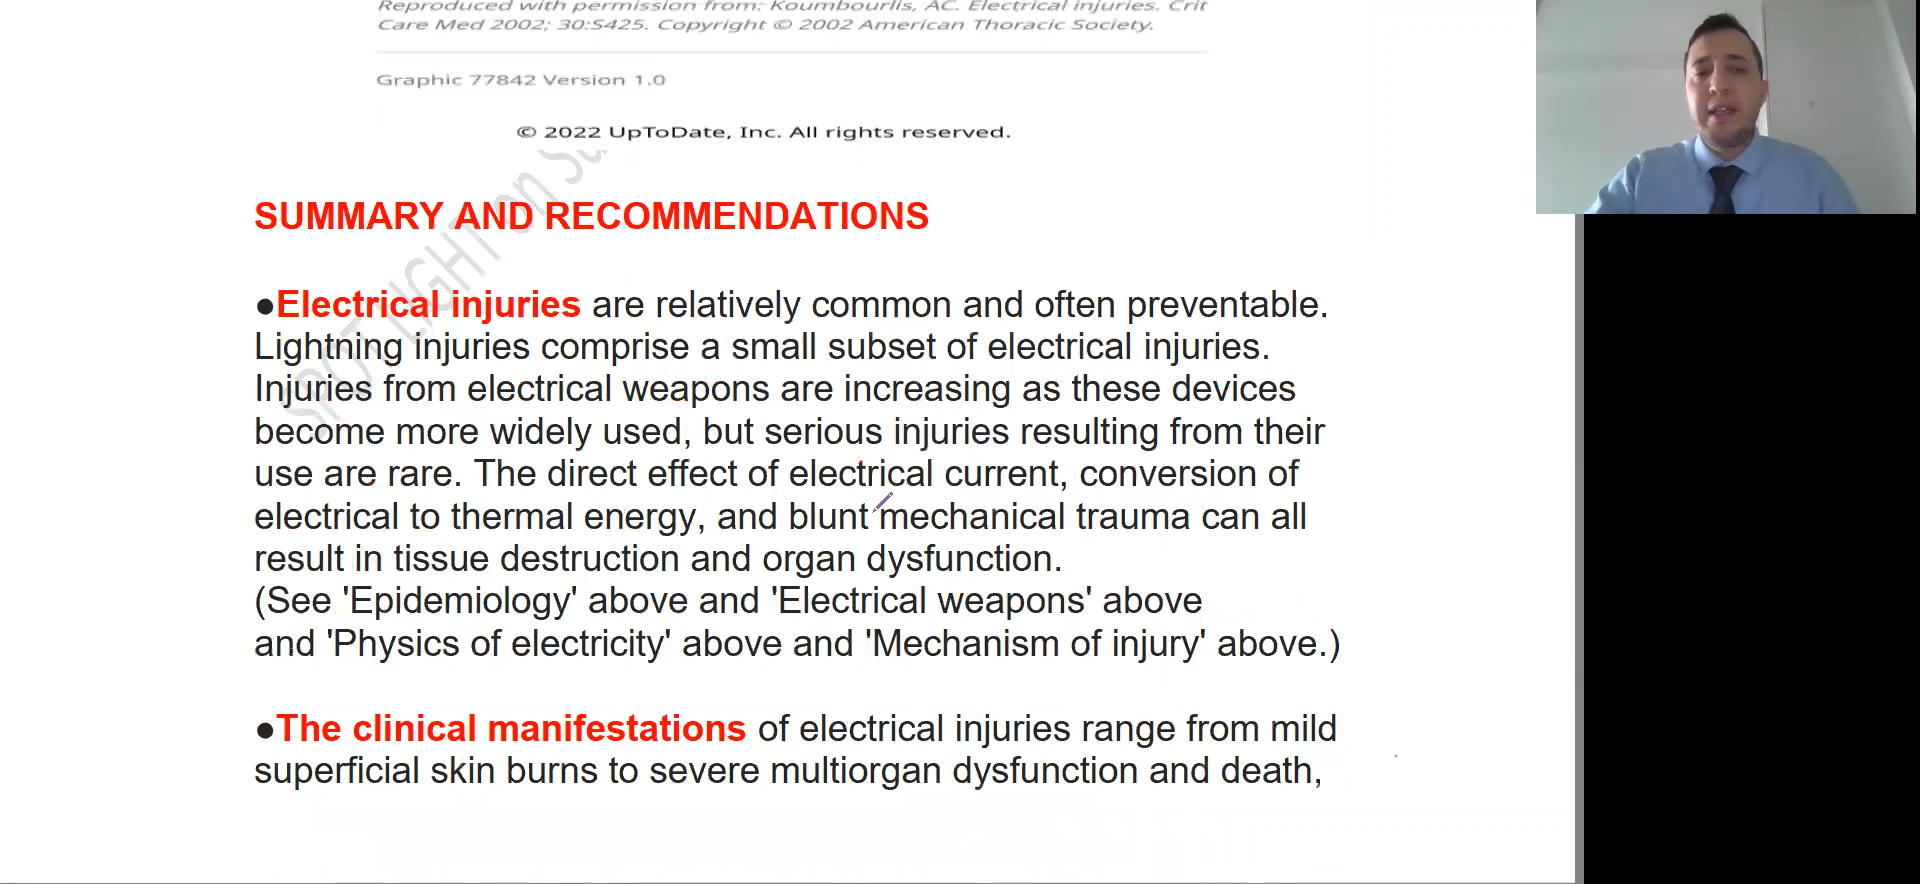 Reproduced with permission from: Koumbourlis, AC. Electrical injuries. Crit
Care Med 2002; 30:S425. Copyright © 2002 American Thoracic Society.
Graphic 77842 Version 1.0
© 2022 UpToDate, Inc. All rights reserved.
SPOT LIGHT on
SUMMARY AND RECOMMENDATIONS
●Electrical injuries are relatively common and often preventable.
Lightning injuries comprise a small subset of electrical injuries.
Injuries from electrical weapons are increasing as these devices
become more widely used, but serious injuries resulting from their
use are rare. The direct effect of electrical current, conversion of
electrical to thermal energy, and blunt mechanical trauma can all
result in tissue destruction and organ dysfunction.
(See 'Epidemiology' above and 'Electrical weapons' above
and 'Physics of electricity' above and 'Mechanism of injury' above.)
●The clinical manifestations of electrical injuries range from mild
superficial skin burns to severe multiorgan dysfunction and death,